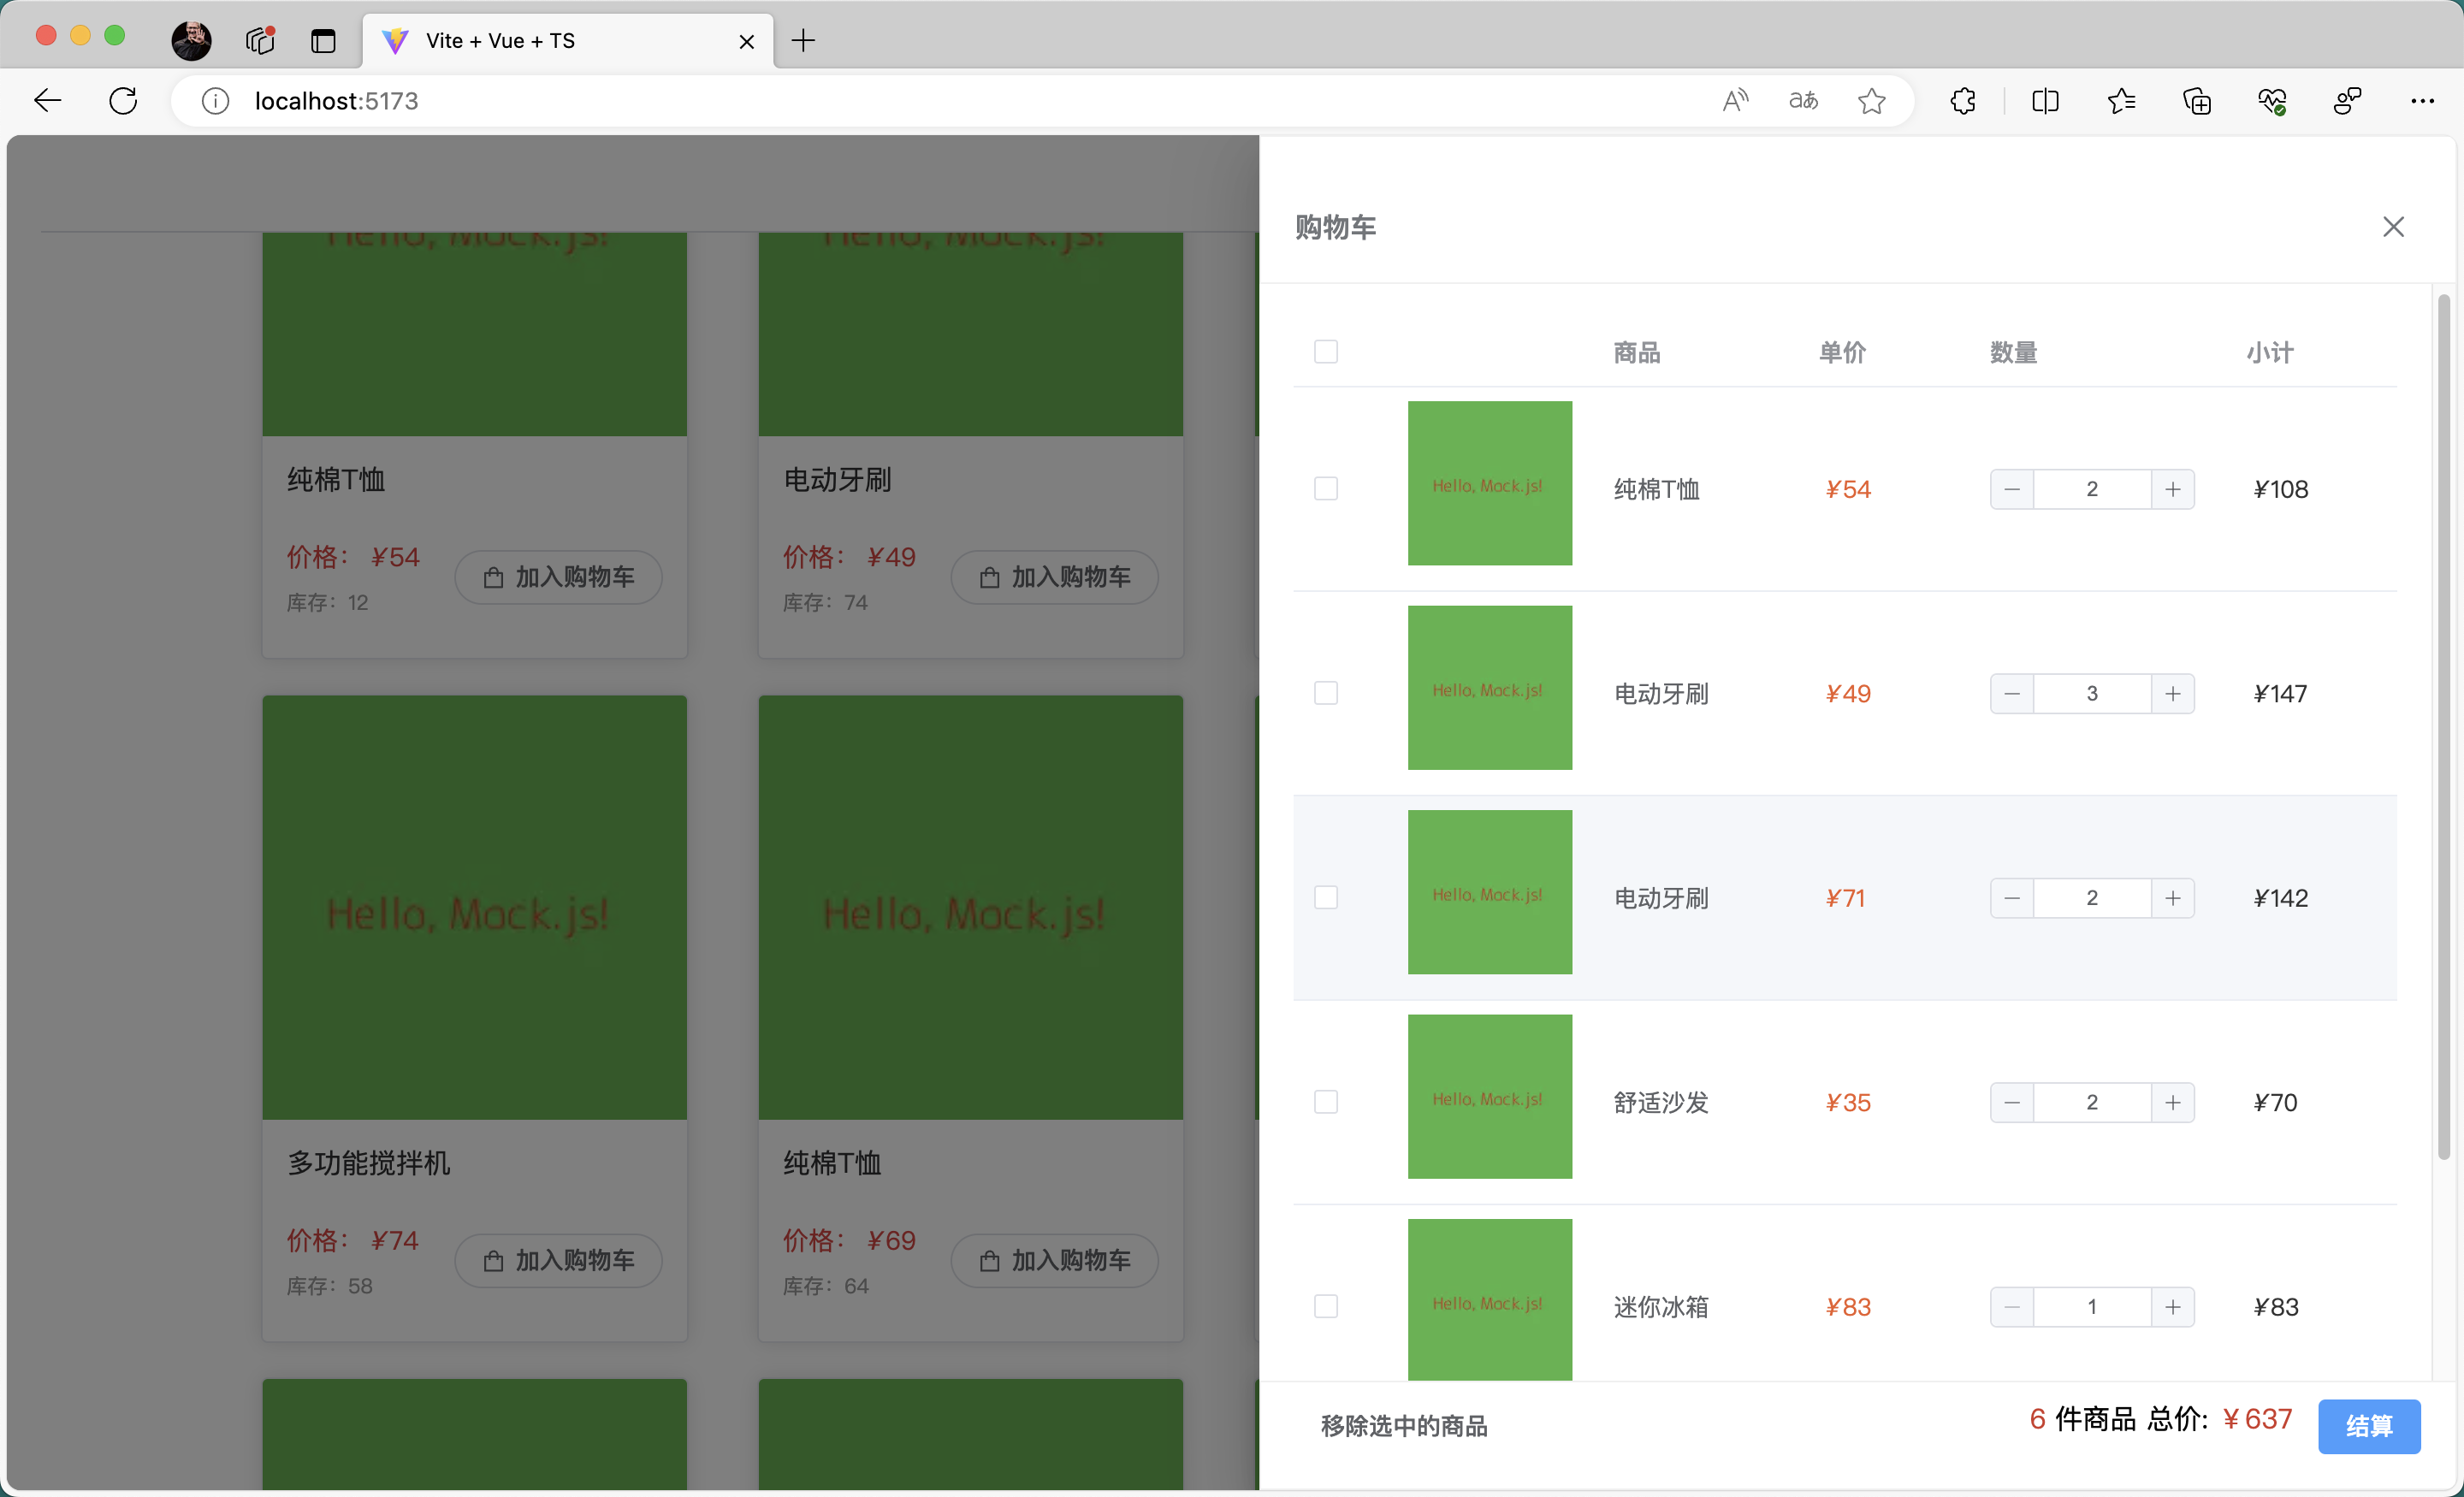 Vite + Vue + TS
localhost:5173
Hello, Mock.js!
Hello, Mock.js!
纯棉T恤
价格： ¥54
库存：12
加入购物车
电动牙刷
价格： ¥49
库存：74
加入购物车
Hello, Mock.js!
Hello, Mock.js!
多功能搅拌机
价格： ¥74
库存：58
加入购物车
纯棉T恤
价格： ¥69
库存：64
加入购物车
购物车
商品 单价 数量 小计
Hello, Mock.js!
纯棉T恤 ¥54 2 ¥108
Hello, Mock.js!
电动牙刷 ¥49 3 ¥147
Hello, Mock.js!
电动牙刷 ¥71 2 ¥142
Hello, Mock.js!
舒适沙发 ¥35 2 ¥70
Hello, Mock.js!
迷你冰箱 ¥83 1 ¥83
移除选中的商品
6 件商品 总价: ¥ 637
结算